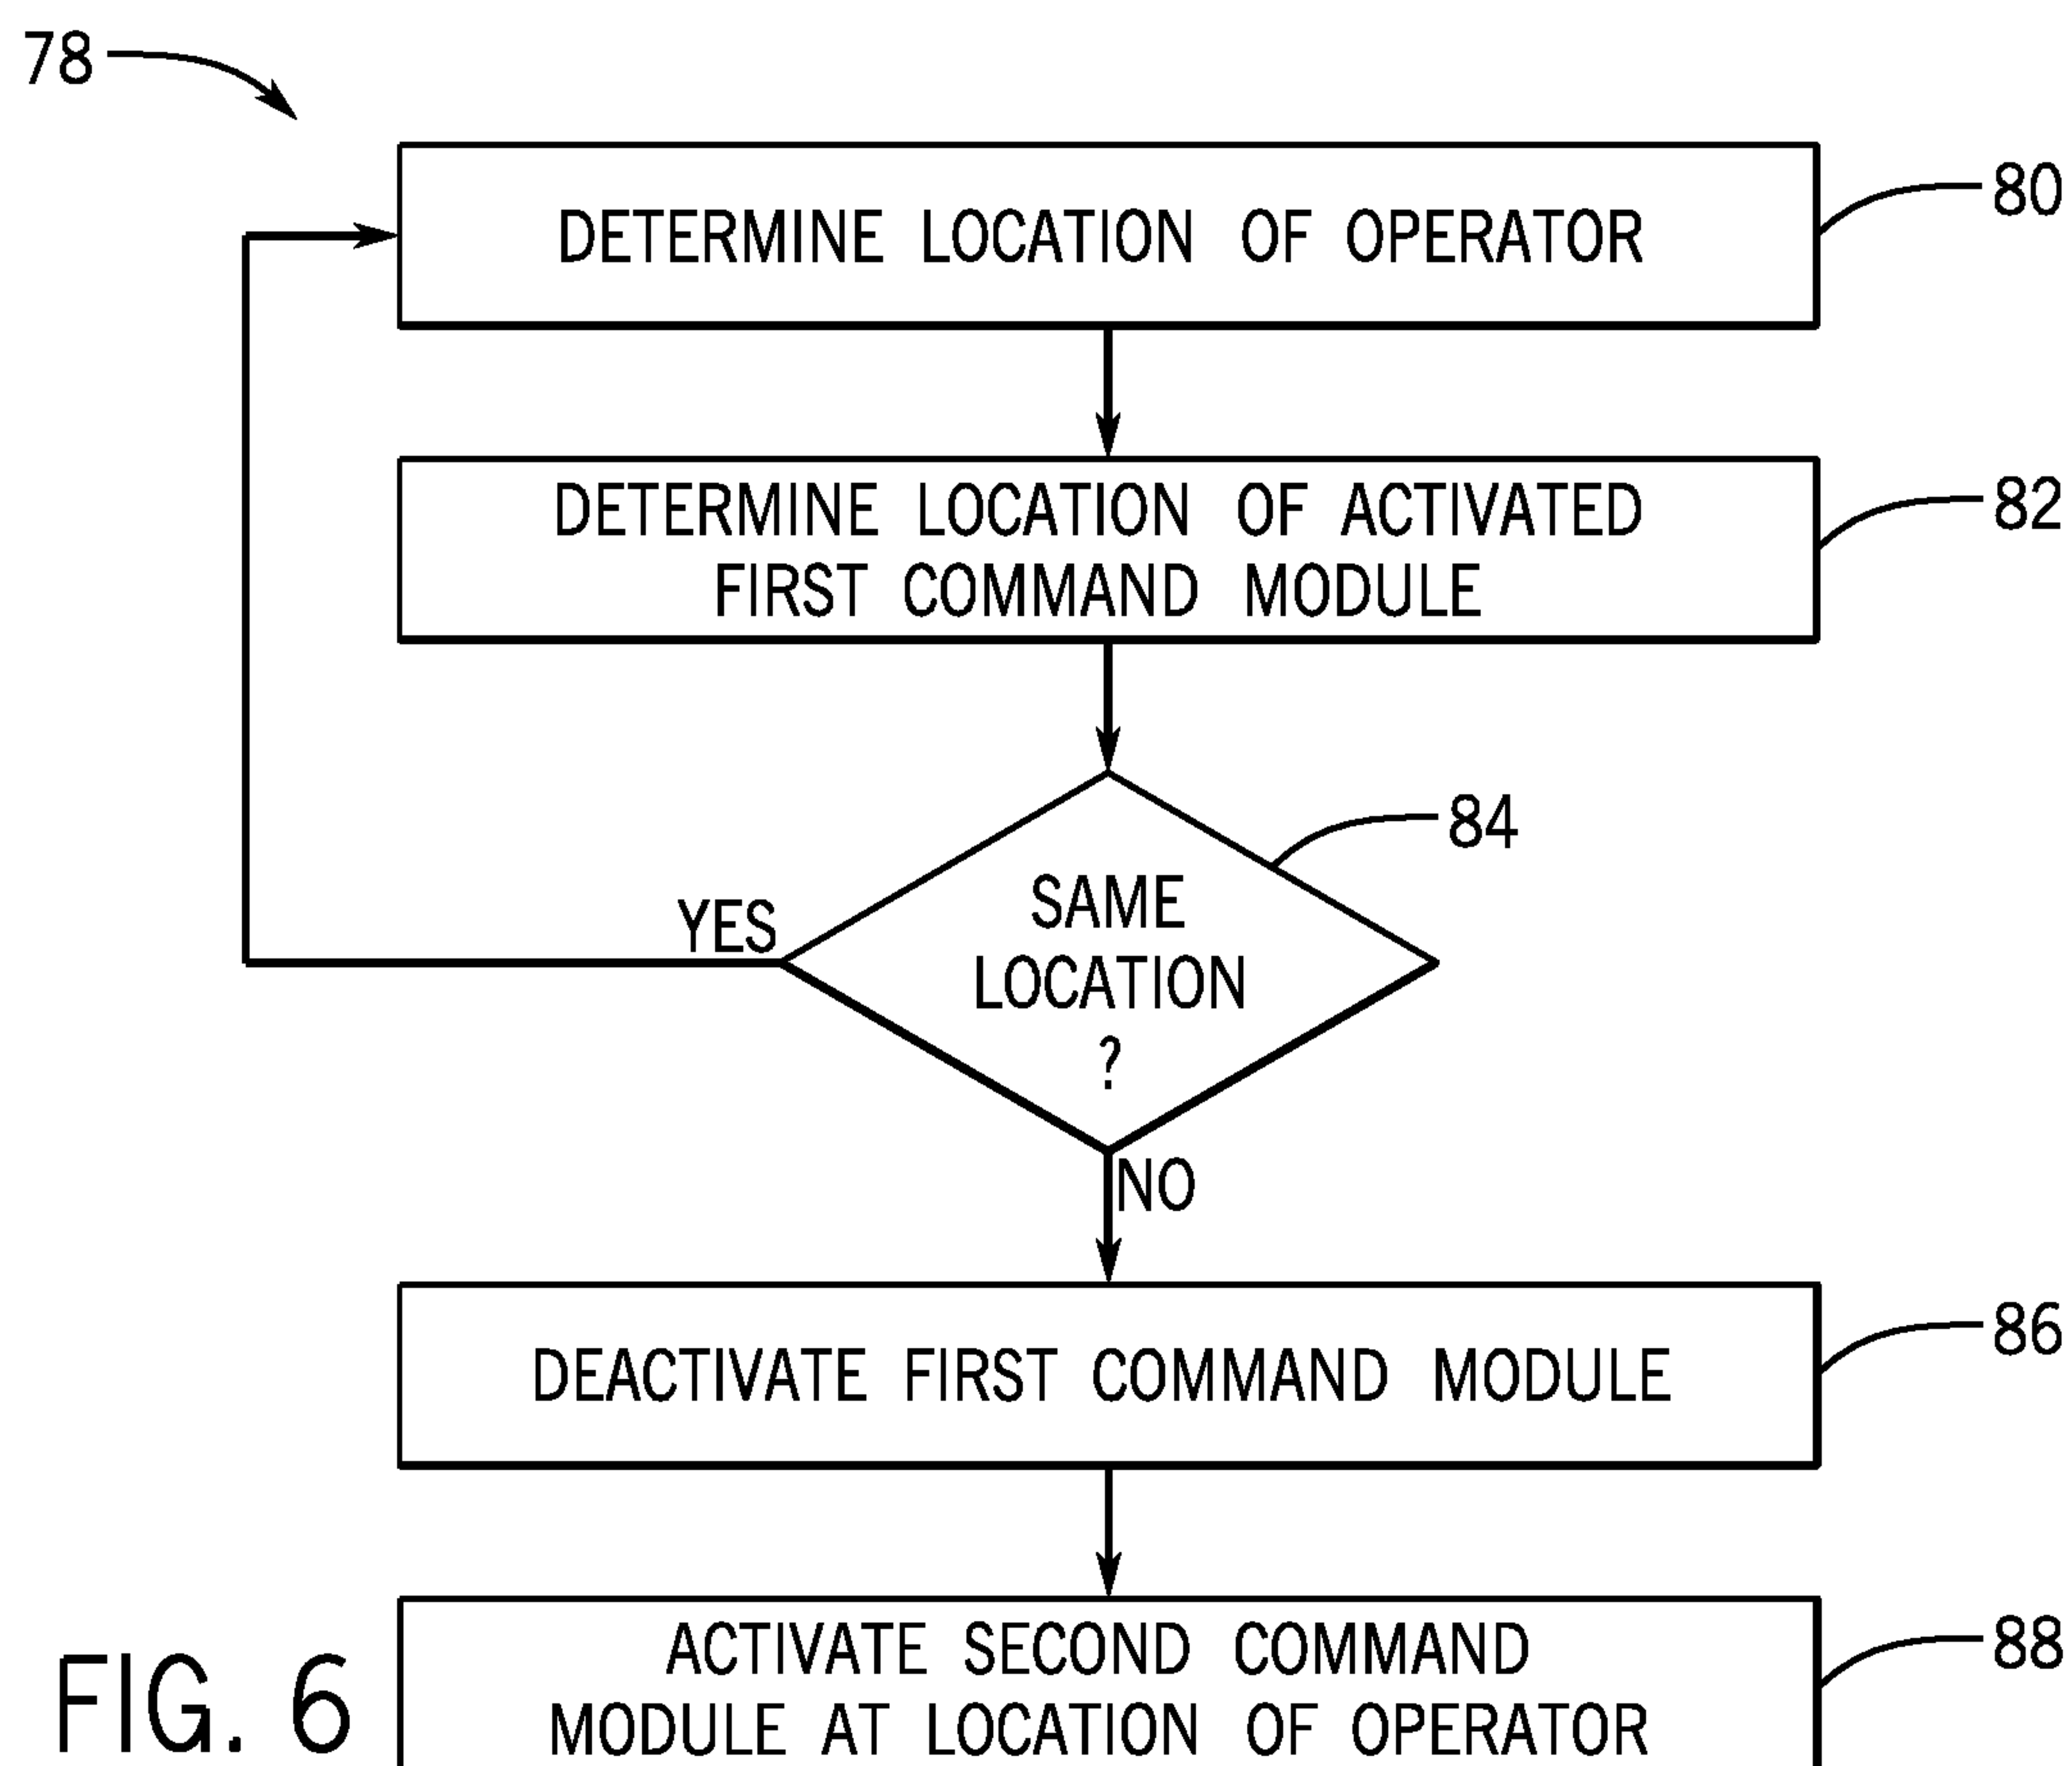 78
DETERMINE LOCATION OF OPERATOR
80
DETERMINE LOCATION OF ACTIVATED
FIRST COMMAND MODULE
82
SAME
LOCATION
?
84
YES
NO
DEACTIVATE FIRST COMMAND MODULE
86
ACTIVATE SECOND COMMAND
MODULE AT LOCATION OF OPERATOR
88
FIG. 6